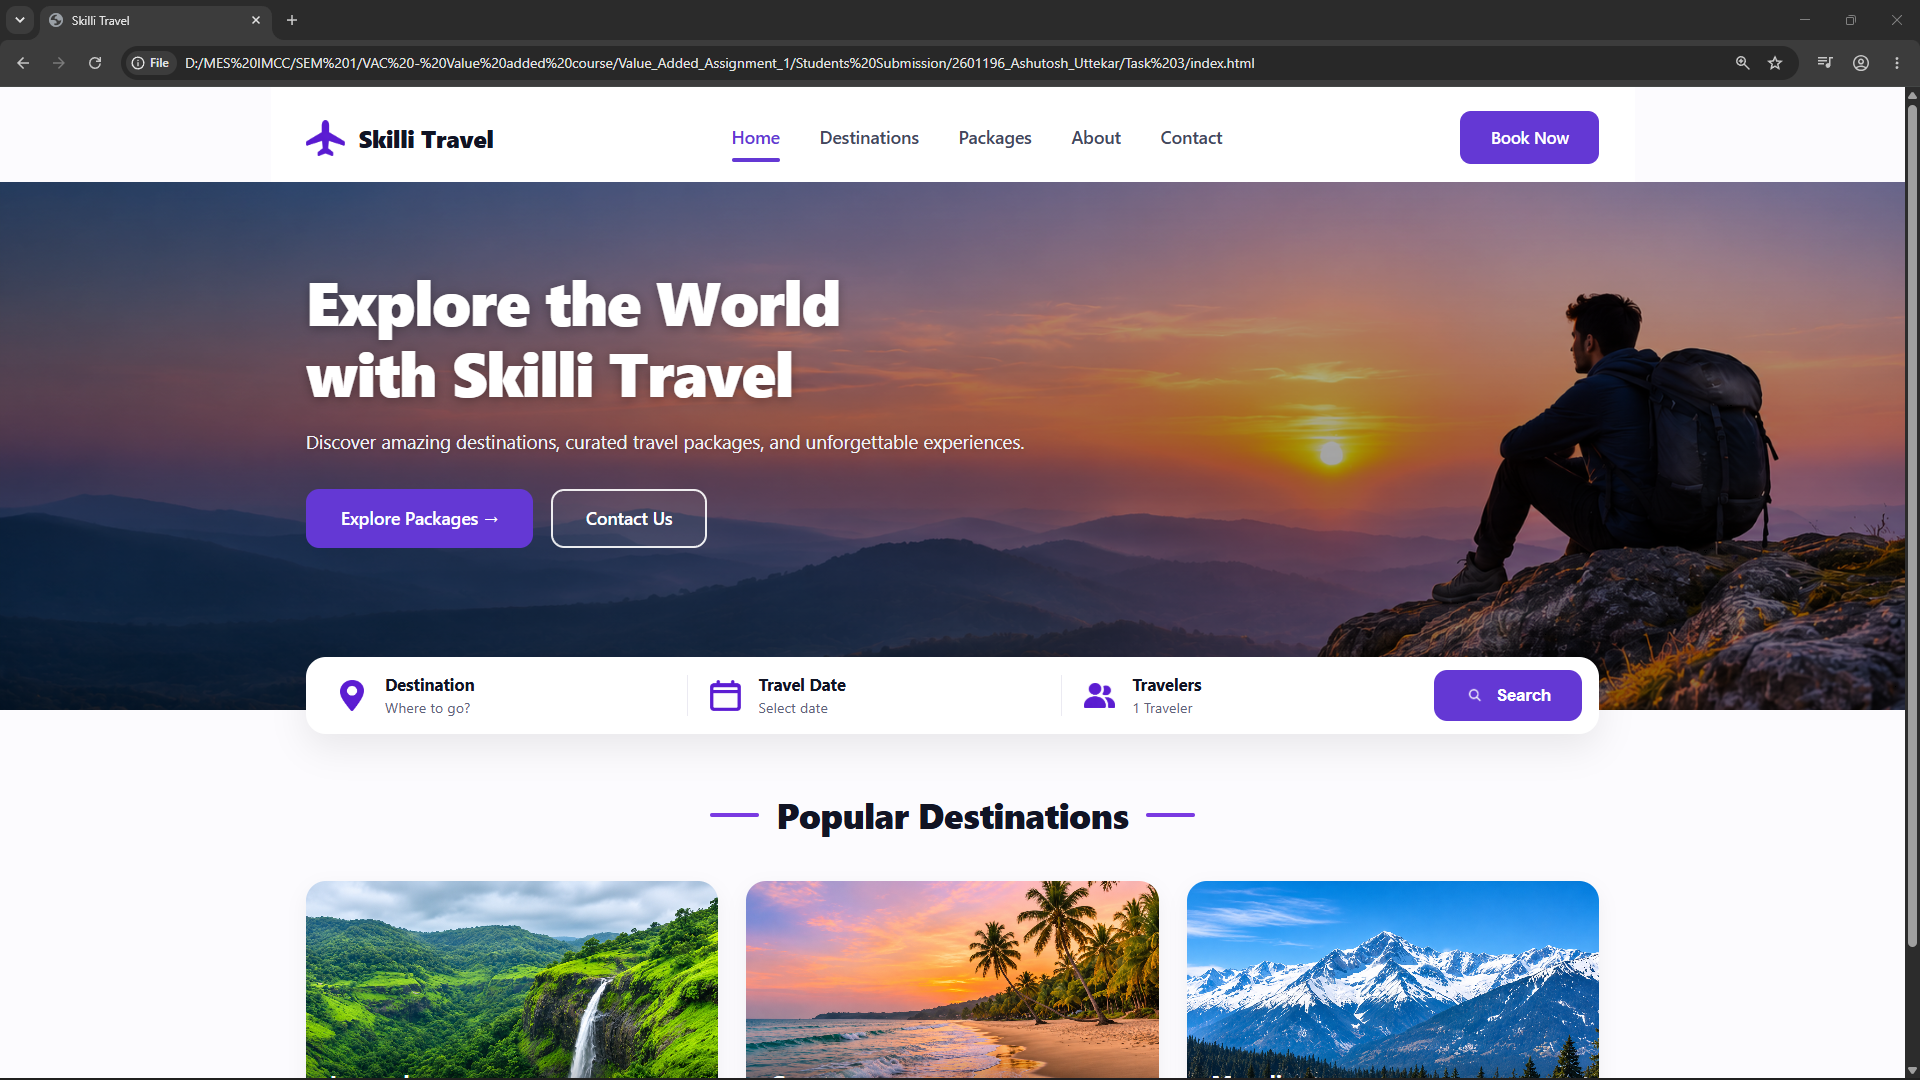 Skilli Travel
File D:/MES%20IMCC/SEM%201/VAC%20-%20Value%20added%20course/Value_Added_Assignment_1/Students%20Submission/2601196_Ashutosh_Uttekar/Task%203/index.html
Skilli Travel
Home Destinations Packages About Contact
Book Now
Explore the World
with Skilli Travel
Discover amazing destinations, curated travel packages, and unforgettable experiences.
Explore Packages →
Contact Us
Destination
Where to go?
Travel Date
Select date
Travelers
1 Traveler
Search
Popular Destinations